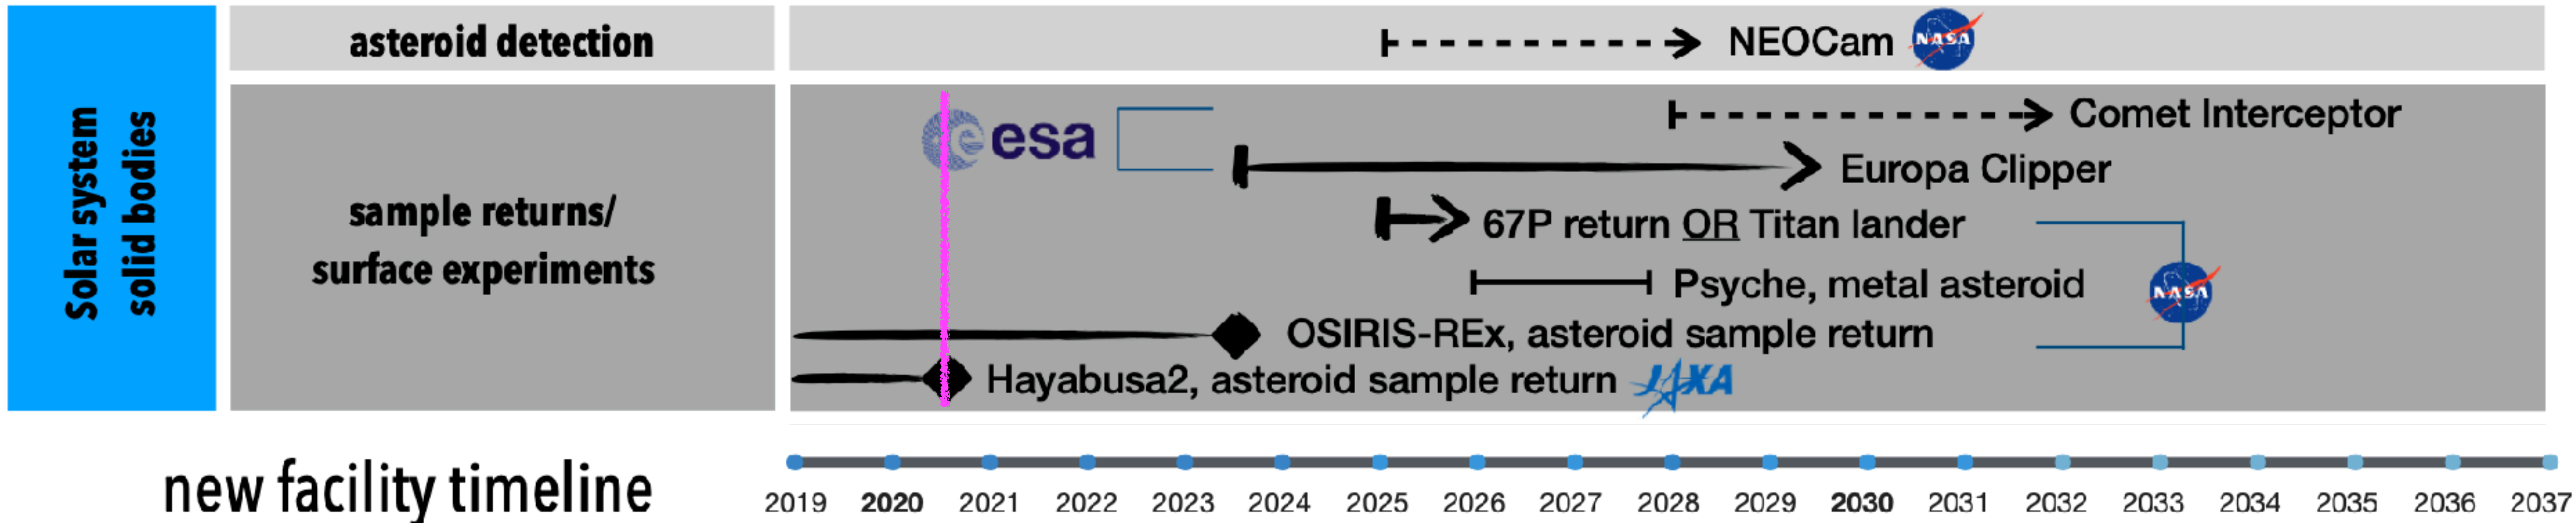 Solar system
solid bodies
asteroid detection
NEOCam NASA
sample returns/
surface experiments
esa
Comet Interceptor
Europa Clipper
67P return OR Titan lander
Psyche, metal asteroid
NASA
OSIRIS-REx, asteroid sample return
Hayabusa2, asteroid sample return JAXA
new facility timeline
2019 2020 2021 2022 2023 2024 2025 2026 2027 2028 2029 2030 2031 2032 2033 2034 2035 2036 2037